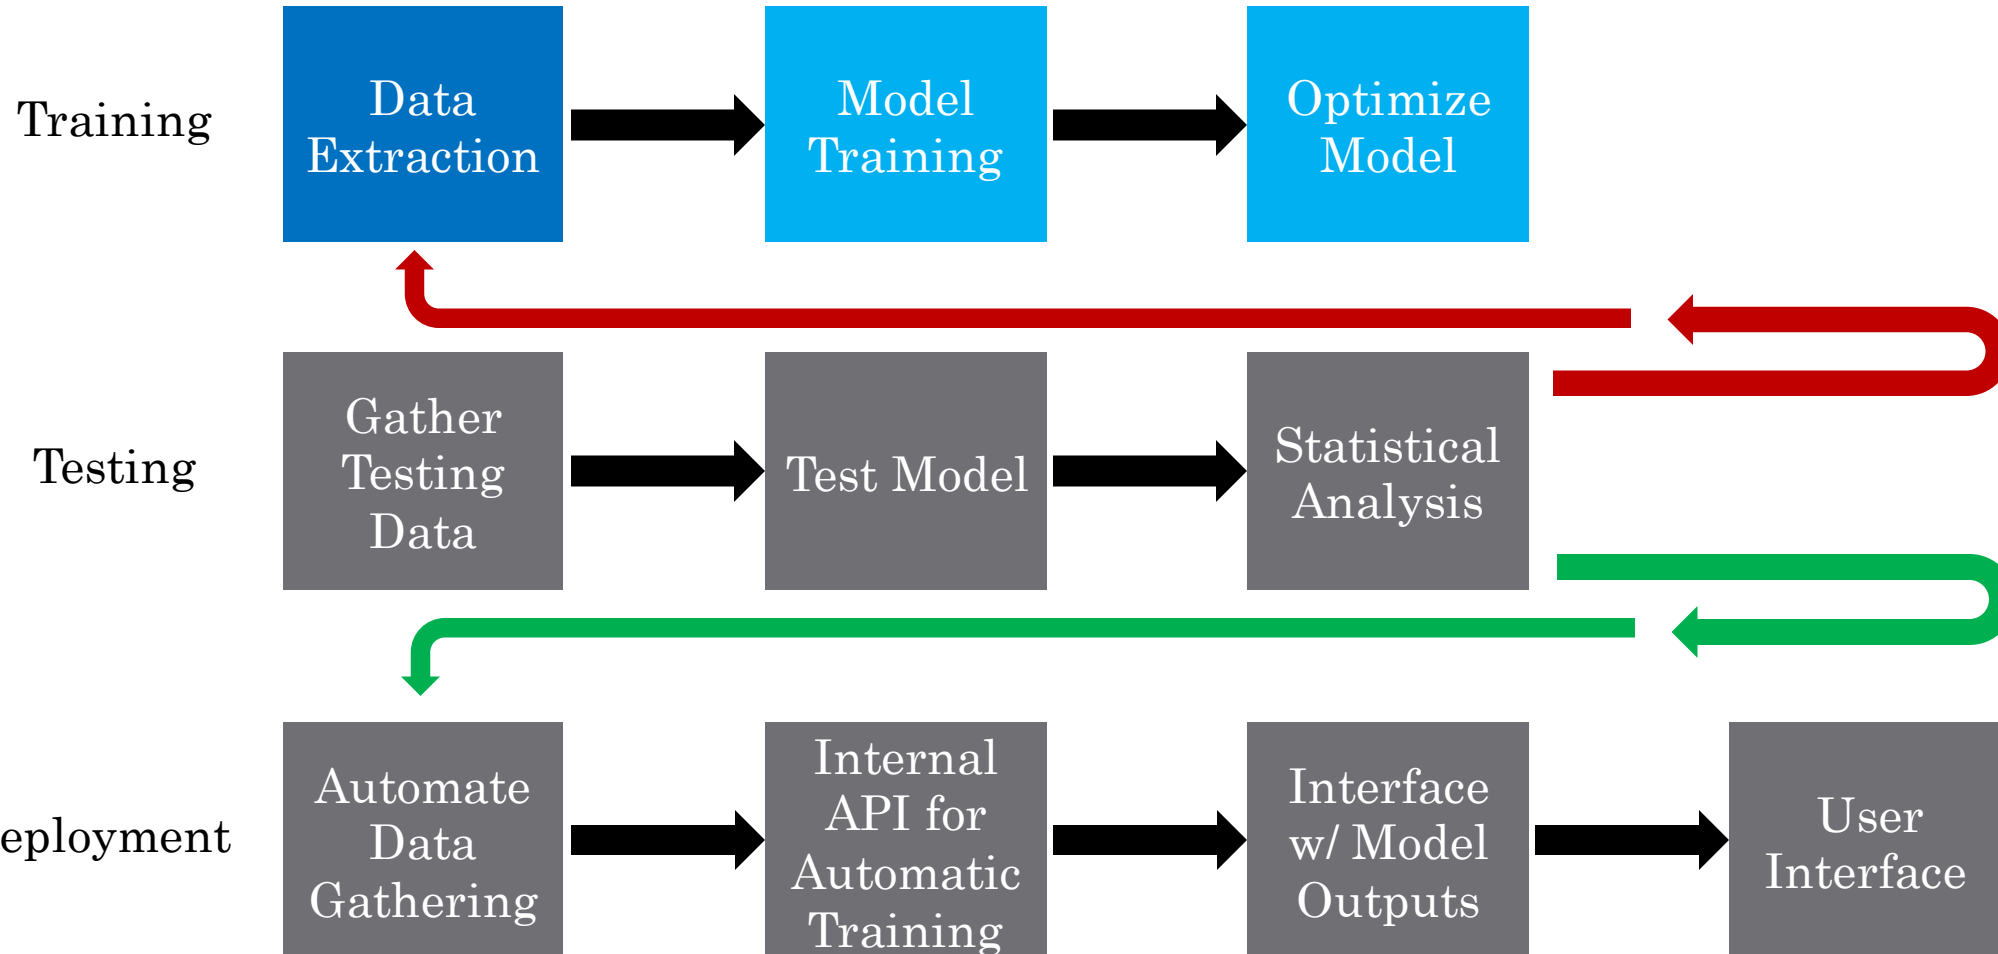 Training
Data
Extraction
Model
Training
Optimize
Model
Testing
Gather
Testing
Data
Test Model
Statistical
Analysis
eployment
Automate
Data
Gathering
Internal
API for
Automatic
Training
Interface
w/ Model
Outputs
User
Interface